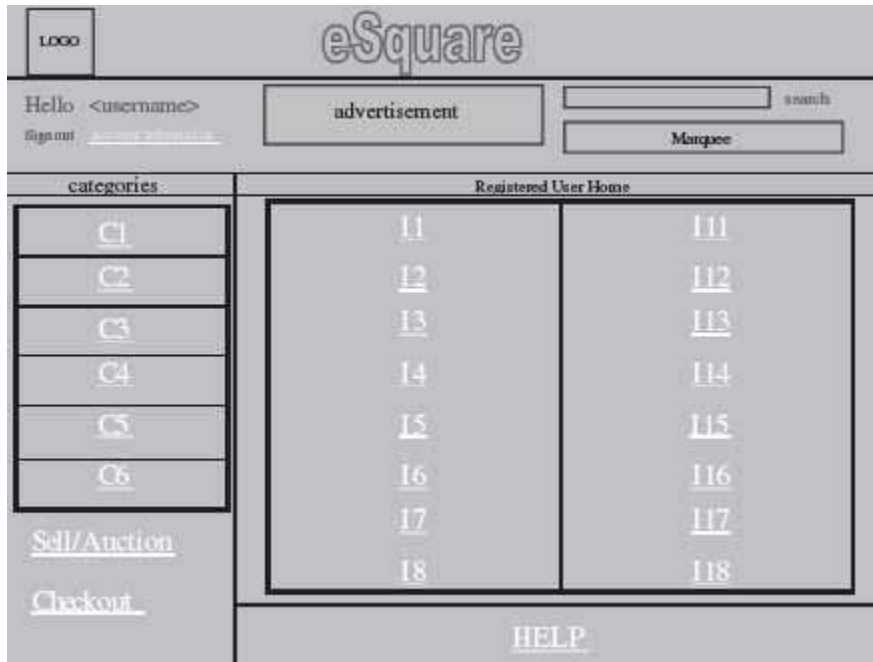 LOGO
eSquare
Hello <username>
Sign out
advertisement
search
Marquee
categories
Registered User Home
C1
C2
C3
C4
C5
C6
Sell/Auction
Checkout
I1
I2
I3
I4
I5
I6
I7
I8
I11
I12
I13
I14
I15
I16
I17
I18
HELP